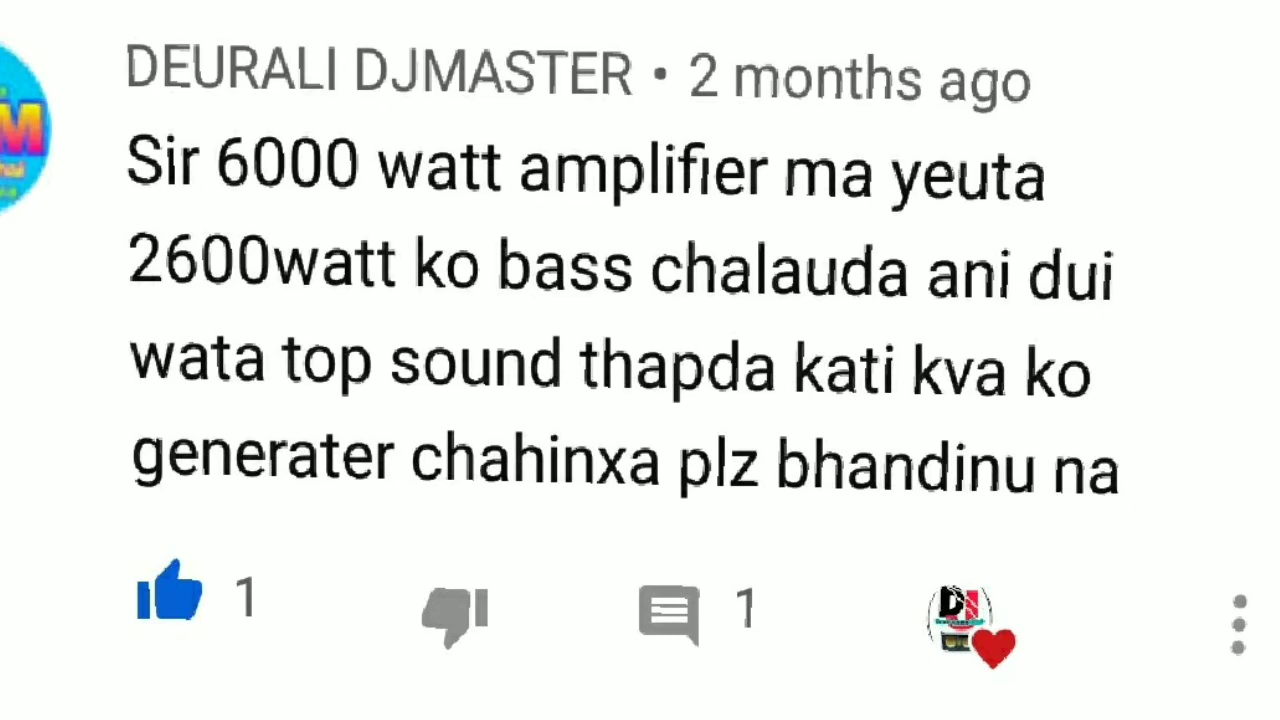 DEURALI DJMASTER • 2 months ago
Sir 6000 watt amplifier ma yeuta
2600watt ko bass chalauda ani dui
wata top sound thapda kati kva ko
generater chahinxa plz bhandinu na
1
1